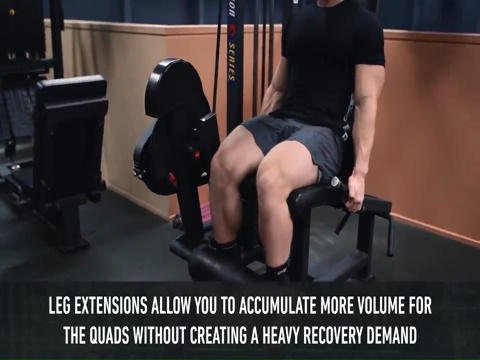 SERIES
LEG EXTENSIONS ALLOW YOU TO ACCUMULATE MORE VOLUME FOR
THE QUADS WITHOUT CREATING A HEAVY RECOVERY DEMAND